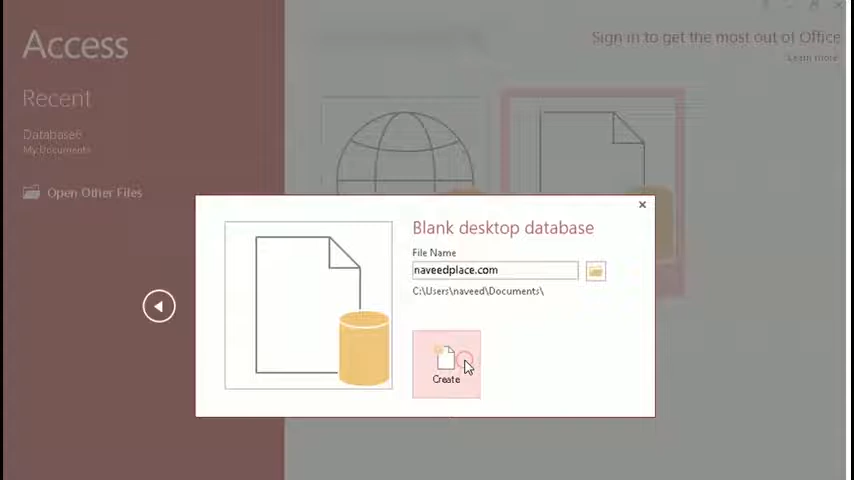 Access
Sign in to get the most out of Office
Learn more
Recent
Database6
My Documents
Open Other Files
Blank desktop database
File Name
naveedplace.com
C:\Users\naveed\Documents\
Create